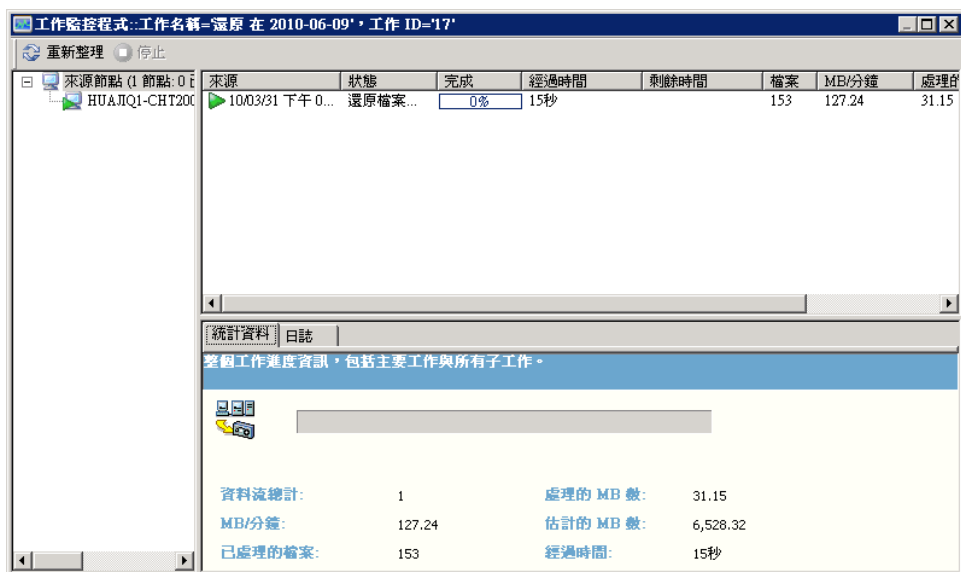 工作監控程式::工作名稱='還原 在 2010-06-09'，工作 ID='17'
重新整理 停止
來源節點 (1 節點: 0 已
HUAJIQ1-CHT200
來源 狀態 完成 經過時間 剩餘時間 檔案 MB/分鐘 處理的
10/03/31 下午 0... 還原檔案... 0% 15秒 153 127.24 31.15
統計資料 日誌
整個工作進度資訊，包括主要工作與所有子工作。
資料流總計: 1 處理的 MB 數: 31.15
MB/分鐘: 127.24 估計的 MB 數: 6,528.32
已處理的檔案: 153 經過時間: 15秒